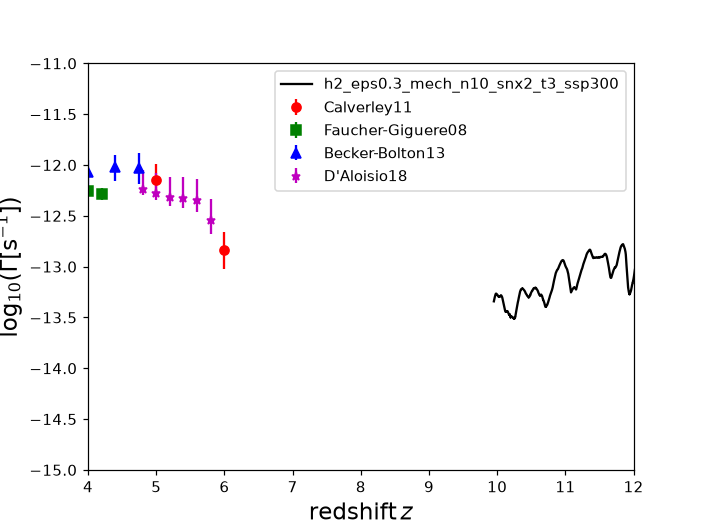 −11.0
−11.5
−12.0
−12.5
−13.0
−13.5
−14.0
−14.5
−15.0
log₁₀(Γ[s⁻¹])
h2_eps0.3_mech_n10_snx2_t3_ssp300
Calverley11
Faucher-Giguere08
Becker-Bolton13
D'Aloisio18
4 5 6 7 8 9 10 11 12
redshift z